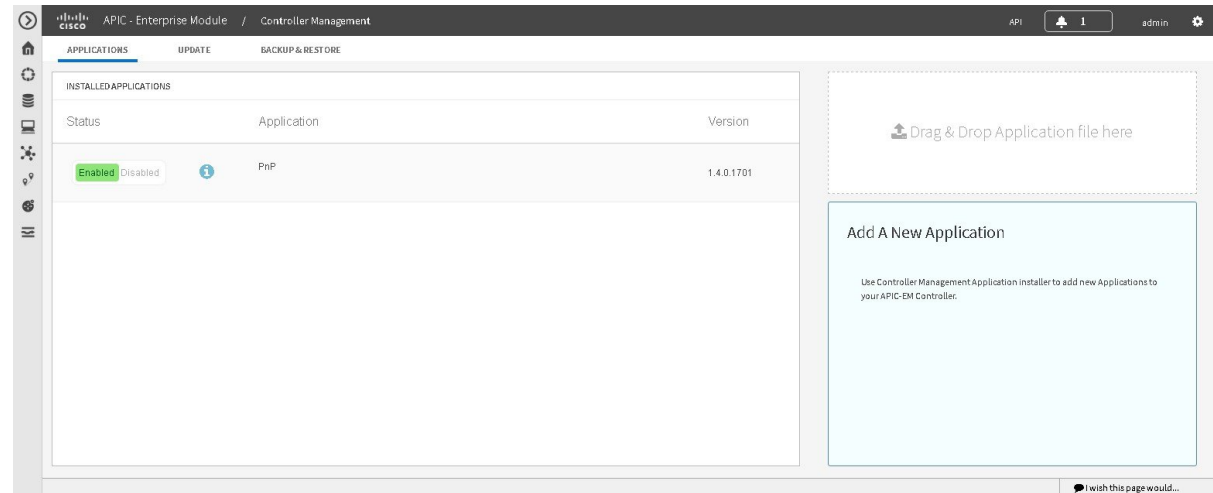 cisco APIC - Enterprise Module / Controller Management API 1 admin
APPLICATIONS UPDATE BACKUP & RESTORE
INSTALLED APPLICATIONS
Status Application Version
Enabled Disabled PnP 1.4.0.1701
Drag & Drop Application file here
Add A New Application
Use Controller Management Application installer to add new Applications to
your APIC-EM Controller.
I wish this page would...